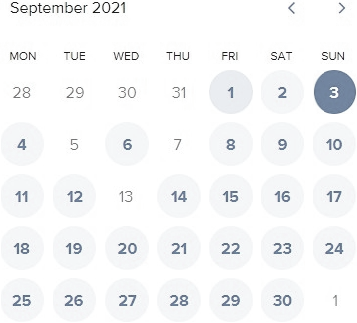 September 2021
MON TUE WED THU FRI SAT SUN
28 29 30 31 1 2 3
4 5 6 7 8 9 10
11 12 13 14 15 16 17
18 19 20 21 22 23 24
25 26 27 28 29 30 1